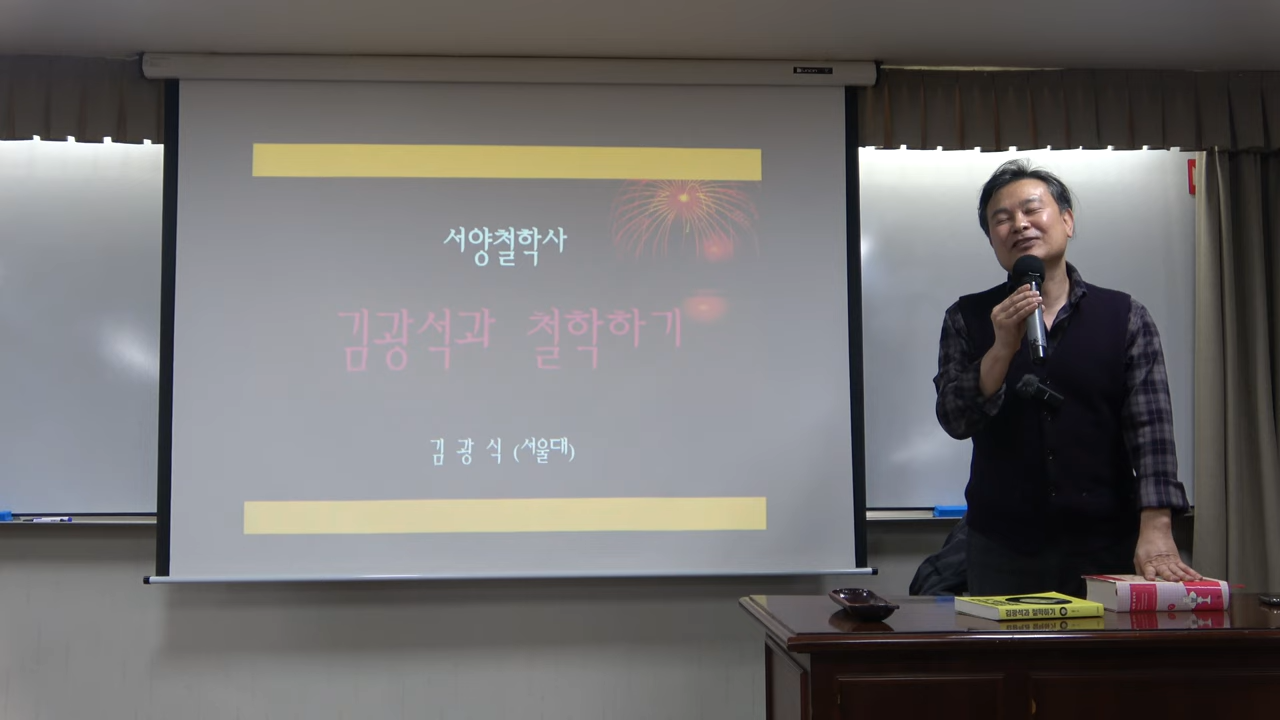 서양철학사
김광석과 철학하기
김 광 식 (서울대)
김광석과 철학하기